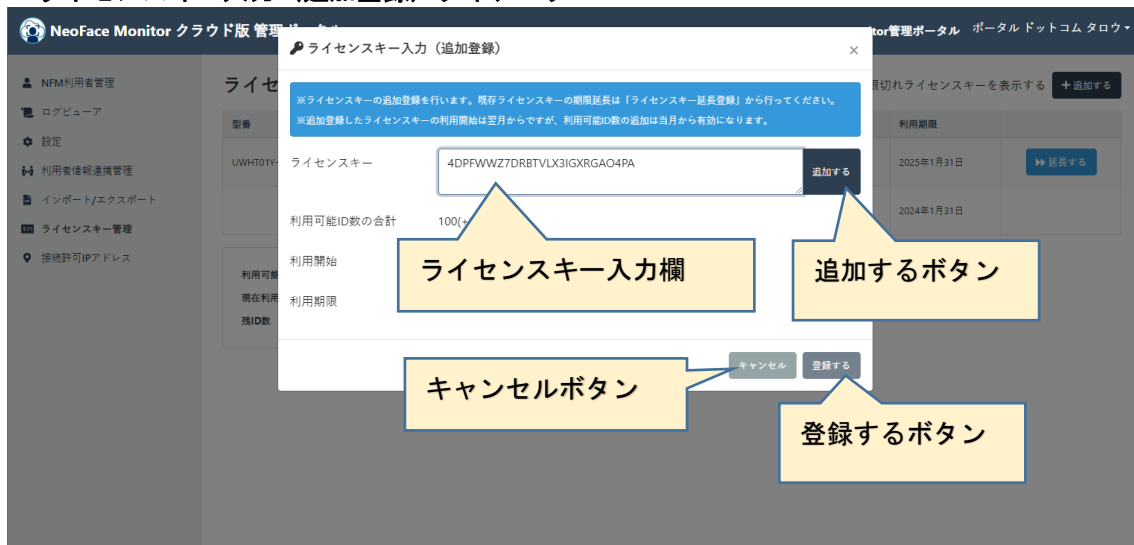 NeoFace Monitor クラウド版 管理
tor管理ポータル ポータルドットコム タロウ
ライセンスキー入力（追加登録） ×
NFM利用者管理
ログビューア
設定
利用者情報連携管理
インポート/エクスポート
ライセンスキー管理
接続許可IPアドレス
ライセ
限切れライセンスキーを表示する +追加する
※ライセンスキーの追加登録を行います。既存ライセンスキーの期限延長は「ライセンスキー延長登録」から行ってください。
※追加登録したライセンスキーの利用開始は翌月からですが、利用可能ID数の追加は当月から有効になります。
型番 利用期限
UWHT01Y- 2025年1月31日 延長する
2024年1月31日
ライセンスキー 4DPFWWZ7DRBTVLX3IGXRGAO4PA 追加する
利用可能ID数の合計 100(+
利用開始
利用期限
利用可能
現在利用
残ID数
ライセンスキー入力欄
追加するボタン
キャンセル 登録する
キャンセルボタン
登録するボタン